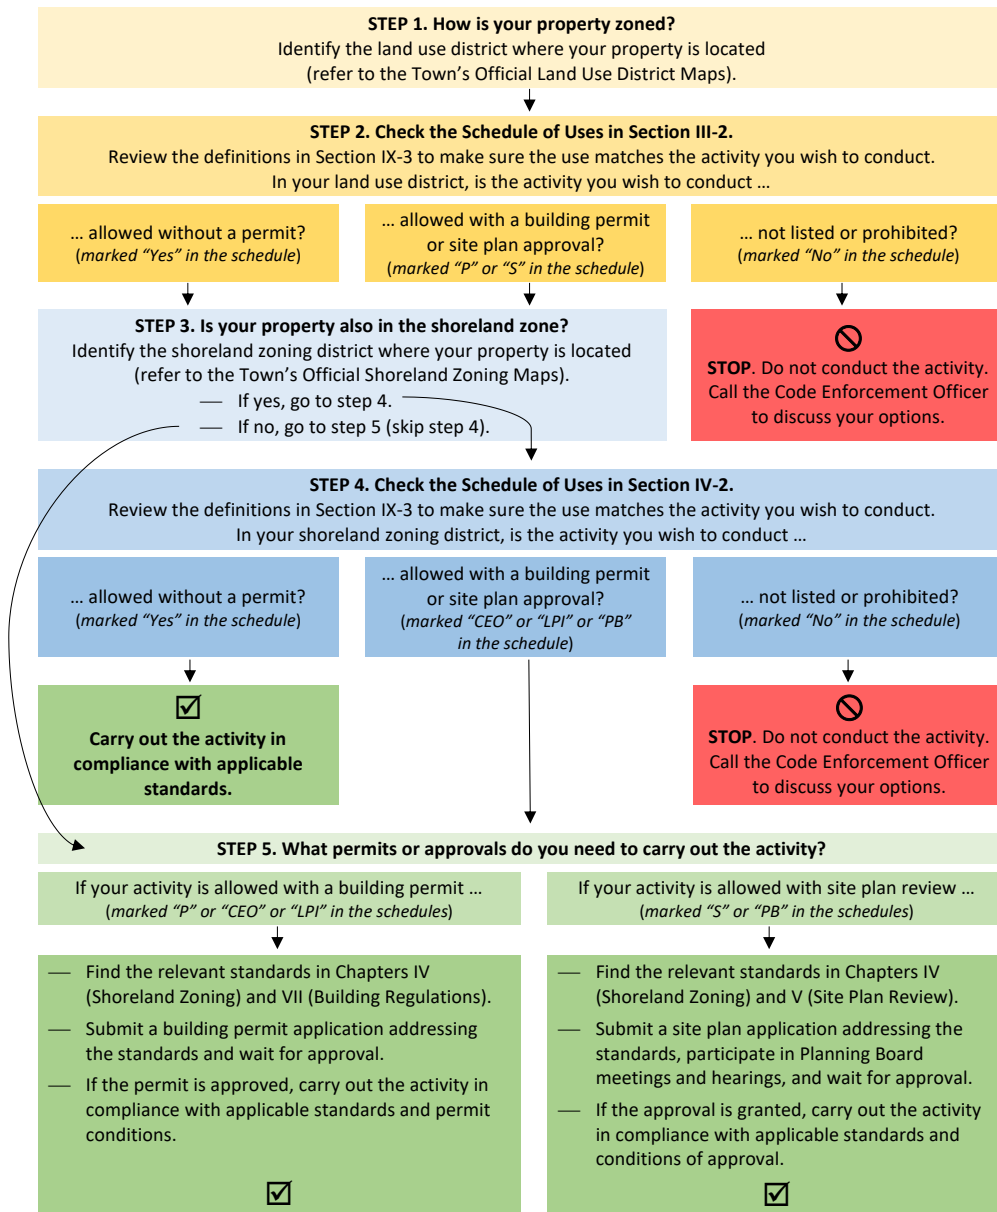 STEP 1. How is your property zoned?
Identify the land use district where your property is located
(refer to the Town's Official Land Use District Maps).
STEP 2. Check the Schedule of Uses in Section III-2.
Review the definitions in Section IX-3 to make sure the use matches the activity you wish to conduct.
In your land use district, is the activity you wish to conduct …
… allowed without a permit?
(marked “Yes” in the schedule)
… allowed with a building permit
or site plan approval?
(marked “P” or “S” in the schedule)
… not listed or prohibited?
(marked “No” in the schedule)
STEP 3. Is your property also in the shoreland zone?
Identify the shoreland zoning district where your property is located
(refer to the Town's Official Shoreland Zoning Maps).
— If yes, go to step 4.
— If no, go to step 5 (skip step 4).
STOP. Do not conduct the activity.
Call the Code Enforcement Officer
to discuss your options.
STEP 4. Check the Schedule of Uses in Section IV-2.
Review the definitions in Section IX-3 to make sure the use matches the activity you wish to conduct.
In your shoreland zoning district, is the activity you wish to conduct …
… allowed without a permit?
(marked “Yes” in the schedule)
… allowed with a building permit
or site plan approval?
(marked “CEO” or “LPI” or “PB”
in the schedule)
… not listed or prohibited?
(marked “No” in the schedule)
Carry out the activity in
compliance with applicable
standards.
STOP. Do not conduct the activity.
Call the Code Enforcement Officer
to discuss your options.
STEP 5. What permits or approvals do you need to carry out the activity?
If your activity is allowed with a building permit …
(marked “P” or “CEO” or “LPI” in the schedules)
— Find the relevant standards in Chapters IV
(Shoreland Zoning) and VII (Building Regulations).
— Submit a building permit application addressing
the standards and wait for approval.
— If the permit is approved, carry out the activity in
compliance with applicable standards and permit
conditions.
If your activity is allowed with site plan review …
(marked “S” or “PB” in the schedules)
— Find the relevant standards in Chapters IV
(Shoreland Zoning) and V (Site Plan Review).
— Submit a site plan application addressing the
standards, participate in Planning Board
meetings and hearings, and wait for approval.
— If the approval is granted, carry out the activity
in compliance with applicable standards and
conditions of approval.